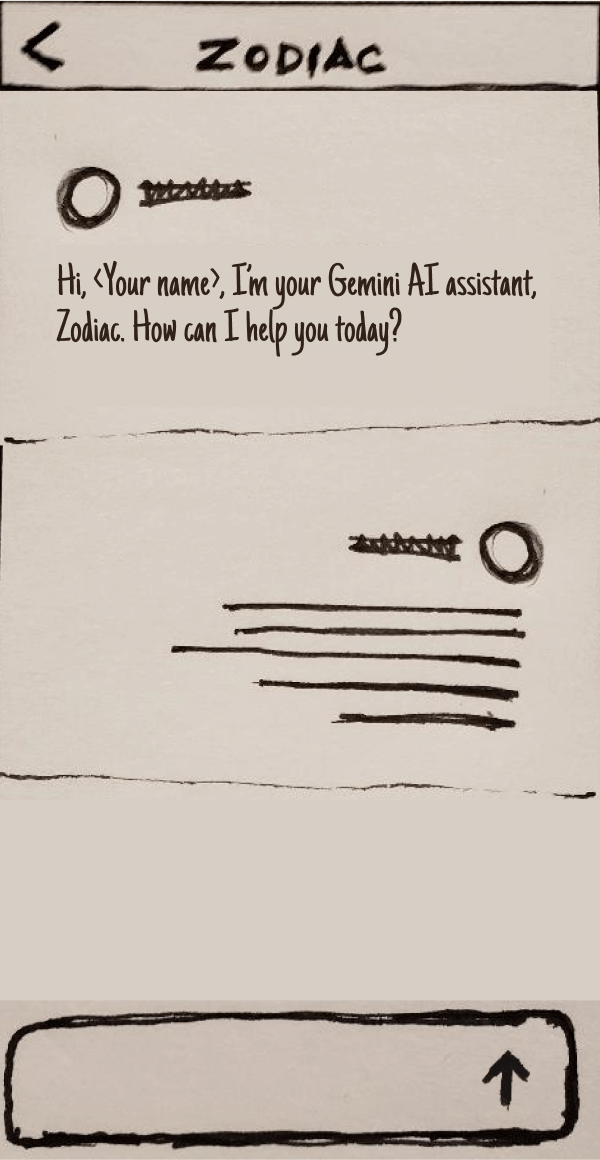 ZODIAC
Hi, <Your name>, I'm your Gemini AI assistant,
Zodiac. How can I help you today?